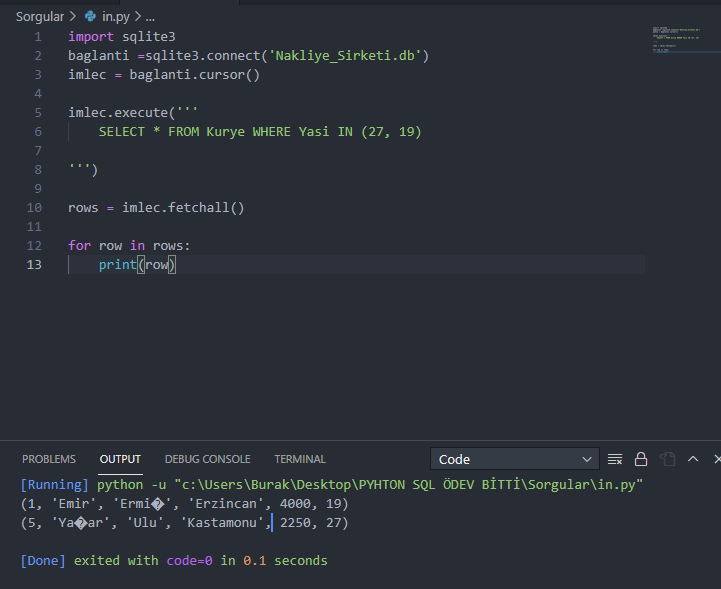 Sorgular > in.py > ...
1 import sqlite3
2 baglanti =sqlite3.connect('Nakliye_Sirketi.db')
3 imlec = baglanti.cursor()
4
5 imlec.execute('''
6 SELECT * FROM Kurye WHERE Yasi IN (27, 19)
7
8 ''')
9
10 rows = imlec.fetchall()
11
12 for row in rows:
13 print(row)
PROBLEMS OUTPUT DEBUG CONSOLE TERMINAL Code
[Running] python -u "c:\Users\Burak\Desktop\PYHTON SQL ÖDEV BİTTİ\Sorgular\in.py"
(1, 'Emir', 'Ermi�', 'Erzincan', 4000, 19)
(5, 'Ya�ar', 'Ulu', 'Kastamonu', 2250, 27)
[Done] exited with code=0 in 0.1 seconds